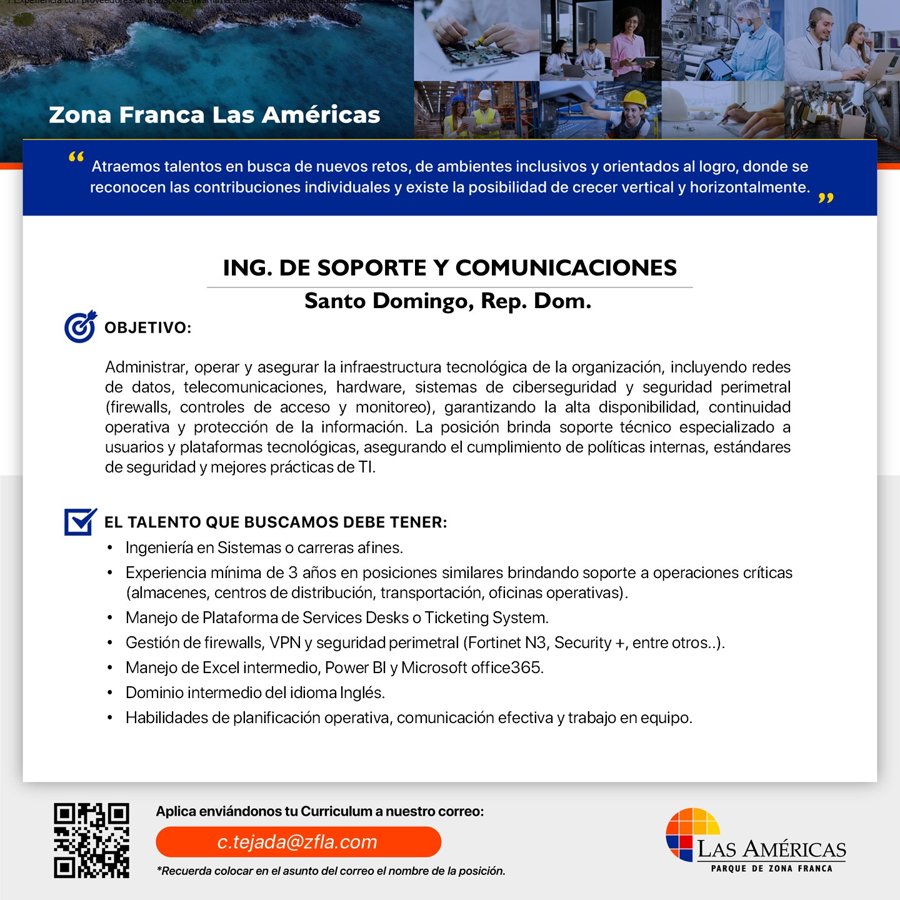 Experiencia con proveedores de transporte
Zona Franca Las Américas
“ Atraemos talentos en busca de nuevos retos, de ambientes inclusivos y orientados al logro, donde se
reconocen las contribuciones individuales y existe la posibilidad de crecer vertical y horizontalmente. ”
ING. DE SOPORTE Y COMUNICACIONES
Santo Domingo, Rep. Dom.
OBJETIVO:
Administrar, operar y asegurar la infraestructura tecnológica de la organización, incluyendo redes
de datos, telecomunicaciones, hardware, sistemas de ciberseguridad y seguridad perimetral
(firewalls, controles de acceso y monitoreo), garantizando la alta disponibilidad, continuidad
operativa y protección de la información. La posición brinda soporte técnico especializado a
usuarios y plataformas tecnológicas, asegurando el cumplimiento de políticas internas, estándares
de seguridad y mejores prácticas de TI.
EL TALENTO QUE BUSCAMOS DEBE TENER:
• Ingeniería en Sistemas o carreras afines.
• Experiencia mínima de 3 años en posiciones similares brindando soporte a operaciones críticas
(almacenes, centros de distribución, transportación, oficinas operativas).
• Manejo de Plataforma de Services Desks o Ticketing System.
• Gestión de firewalls, VPN y seguridad perimetral (Fortinet N3, Security +, entre otros..).
• Manejo de Excel intermedio, Power BI y Microsoft office365.
• Dominio intermedio del idioma Inglés.
• Habilidades de planificación operativa, comunicación efectiva y trabajo en equipo.
Aplica enviándonos tu Curriculum a nuestro correo:
c.tejada@zfla.com
*Recuerda colocar en el asunto del correo el nombre de la posición.
LAS AMÉRICAS
PARQUE DE ZONA FRANCA